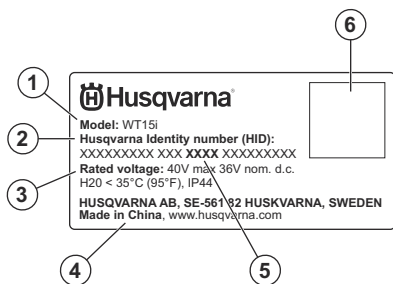 6
1
Husqvarna
2
Model: WT15i
Husqvarna Identity number (HID):
XXXXXXXXX XXX XXXX XXXXXXXXX
3
Rated voltage: 40V max 36V nom. d.c.
H20 < 35°C (95°F), IP44
HUSQVARNA AB, SE-561 82 HUSKVARNA, SWEDEN
Made in China, www.husqvarna.com
4
5